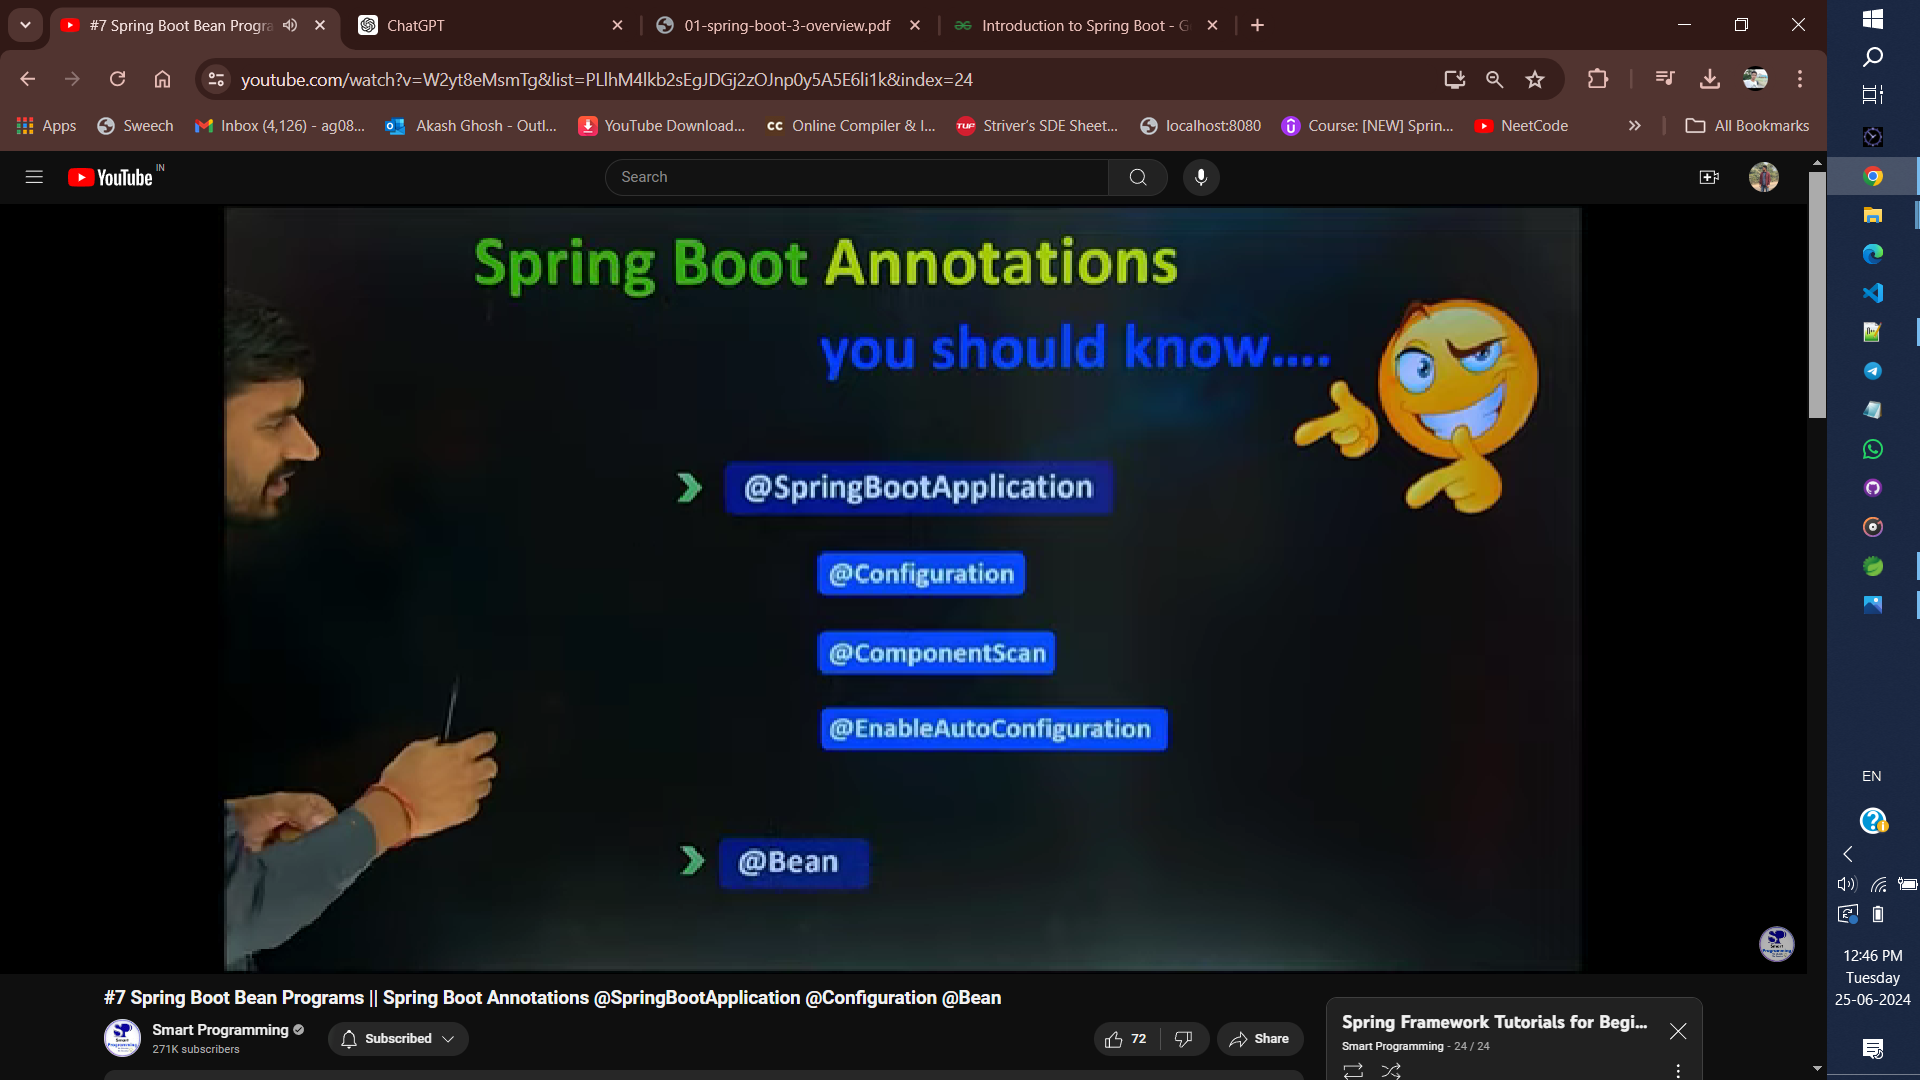 #7 Spring Boot Bean Progra
ChatGPT
01-spring-boot-3-overview.pdf
Introduction to Spring Boot - G
youtube.com/watch?v=W2yt8eMsmTg&list=PLlhM4lkb2sEgJDGj2zOJnp0y5A5E6li1k&index=24
Apps
Sweech
Inbox (4,126) - ag08...
Akash Ghosh - Outl...
YouTube Download...
CC
Online Compiler & I...
TUF
Striver's SDE Sheet...
localhost:8080
Course: [NEW] Sprin...
NeetCode
All Bookmarks
YouTube IN
Search
Spring Boot Annotations
you should know....
@SpringBootApplication
@Configuration
@ComponentScan
@EnableAutoConfiguration
@Bean
#7 Spring Boot Bean Programs || Spring Boot Annotations @SpringBootApplication @Configuration @Bean
Smart Programming
271K subscribers
Subscribed
72
Share
Spring Framework Tutorials for Begi...
Smart Programming - 24 / 24
EN
12:46 PM
Tuesday
25-06-2024